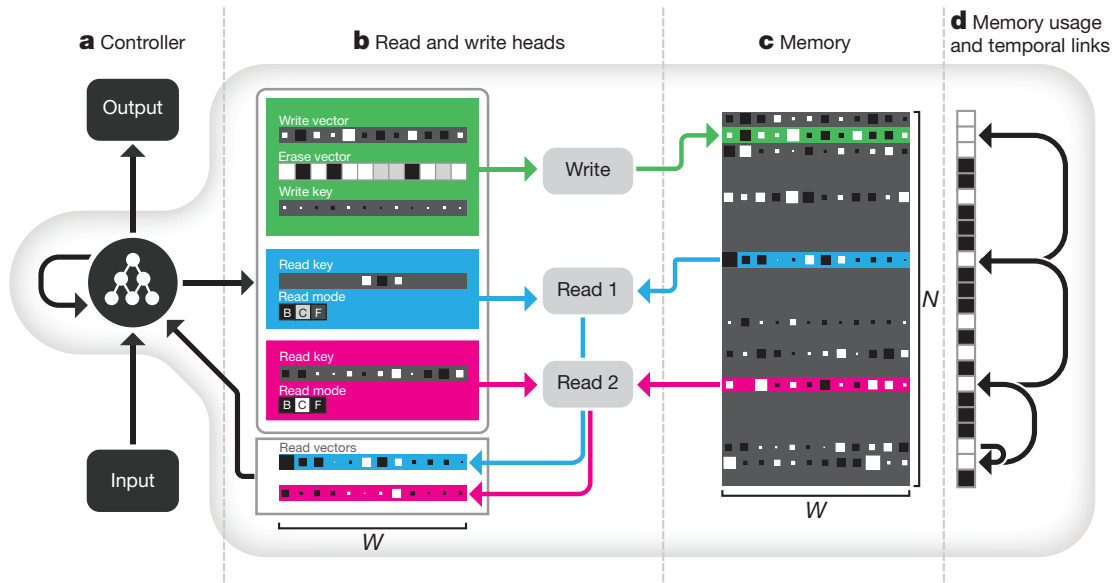 a Controller
b Read and write heads
c Memory
d Memory usage
and temporal links
Output
Input
Write vector
Erase vector
Write key
Read key
Read mode
B C F
Read key
Read mode
B C F
Read vectors
W
Write
Read 1
Read 2
N
W